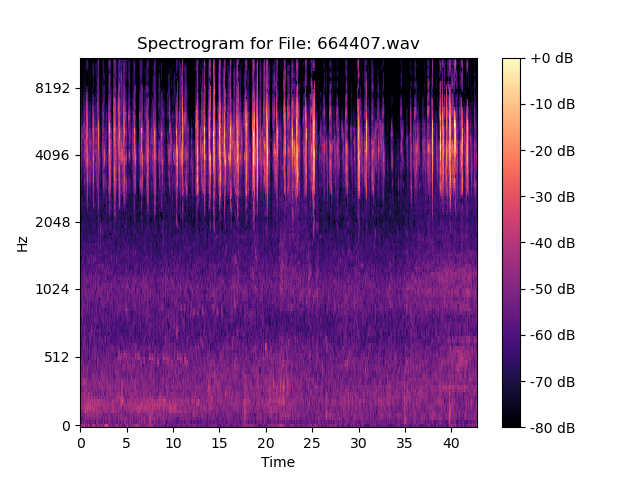 Spectrogram for File: 664407.wav
Hz
8192
4096
2048
1024
512
0
0 5 10 15 20 25 30 35 40
Time
+0 dB
-10 dB
-20 dB
-30 dB
-40 dB
-50 dB
-60 dB
-70 dB
-80 dB